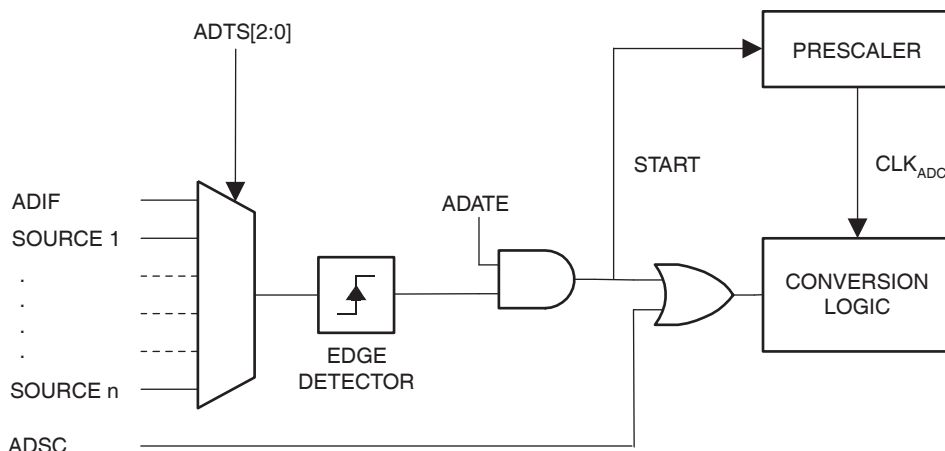 ADTS[2:0]
PRESCALER
START
CLKADC
ADIF
ADATE
SOURCE 1
.
.
.
.
CONVERSION
LOGIC
EDGE
DETECTOR
SOURCE n
ADSC